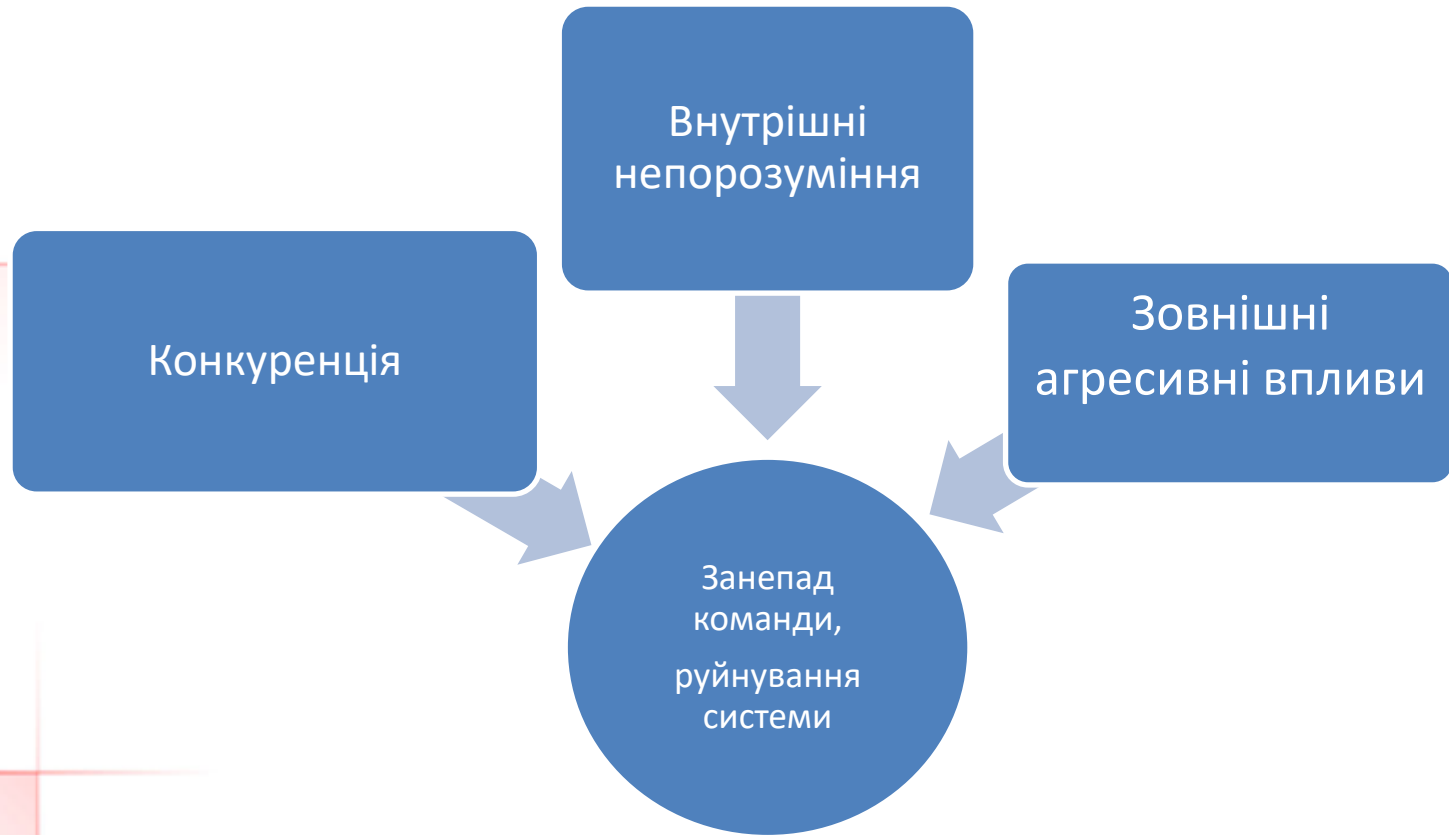 Внутрішні
непорозуміння
Конкуренція
Зовнішні
агресивні впливи
Занепад
команди,
руйнування
системи